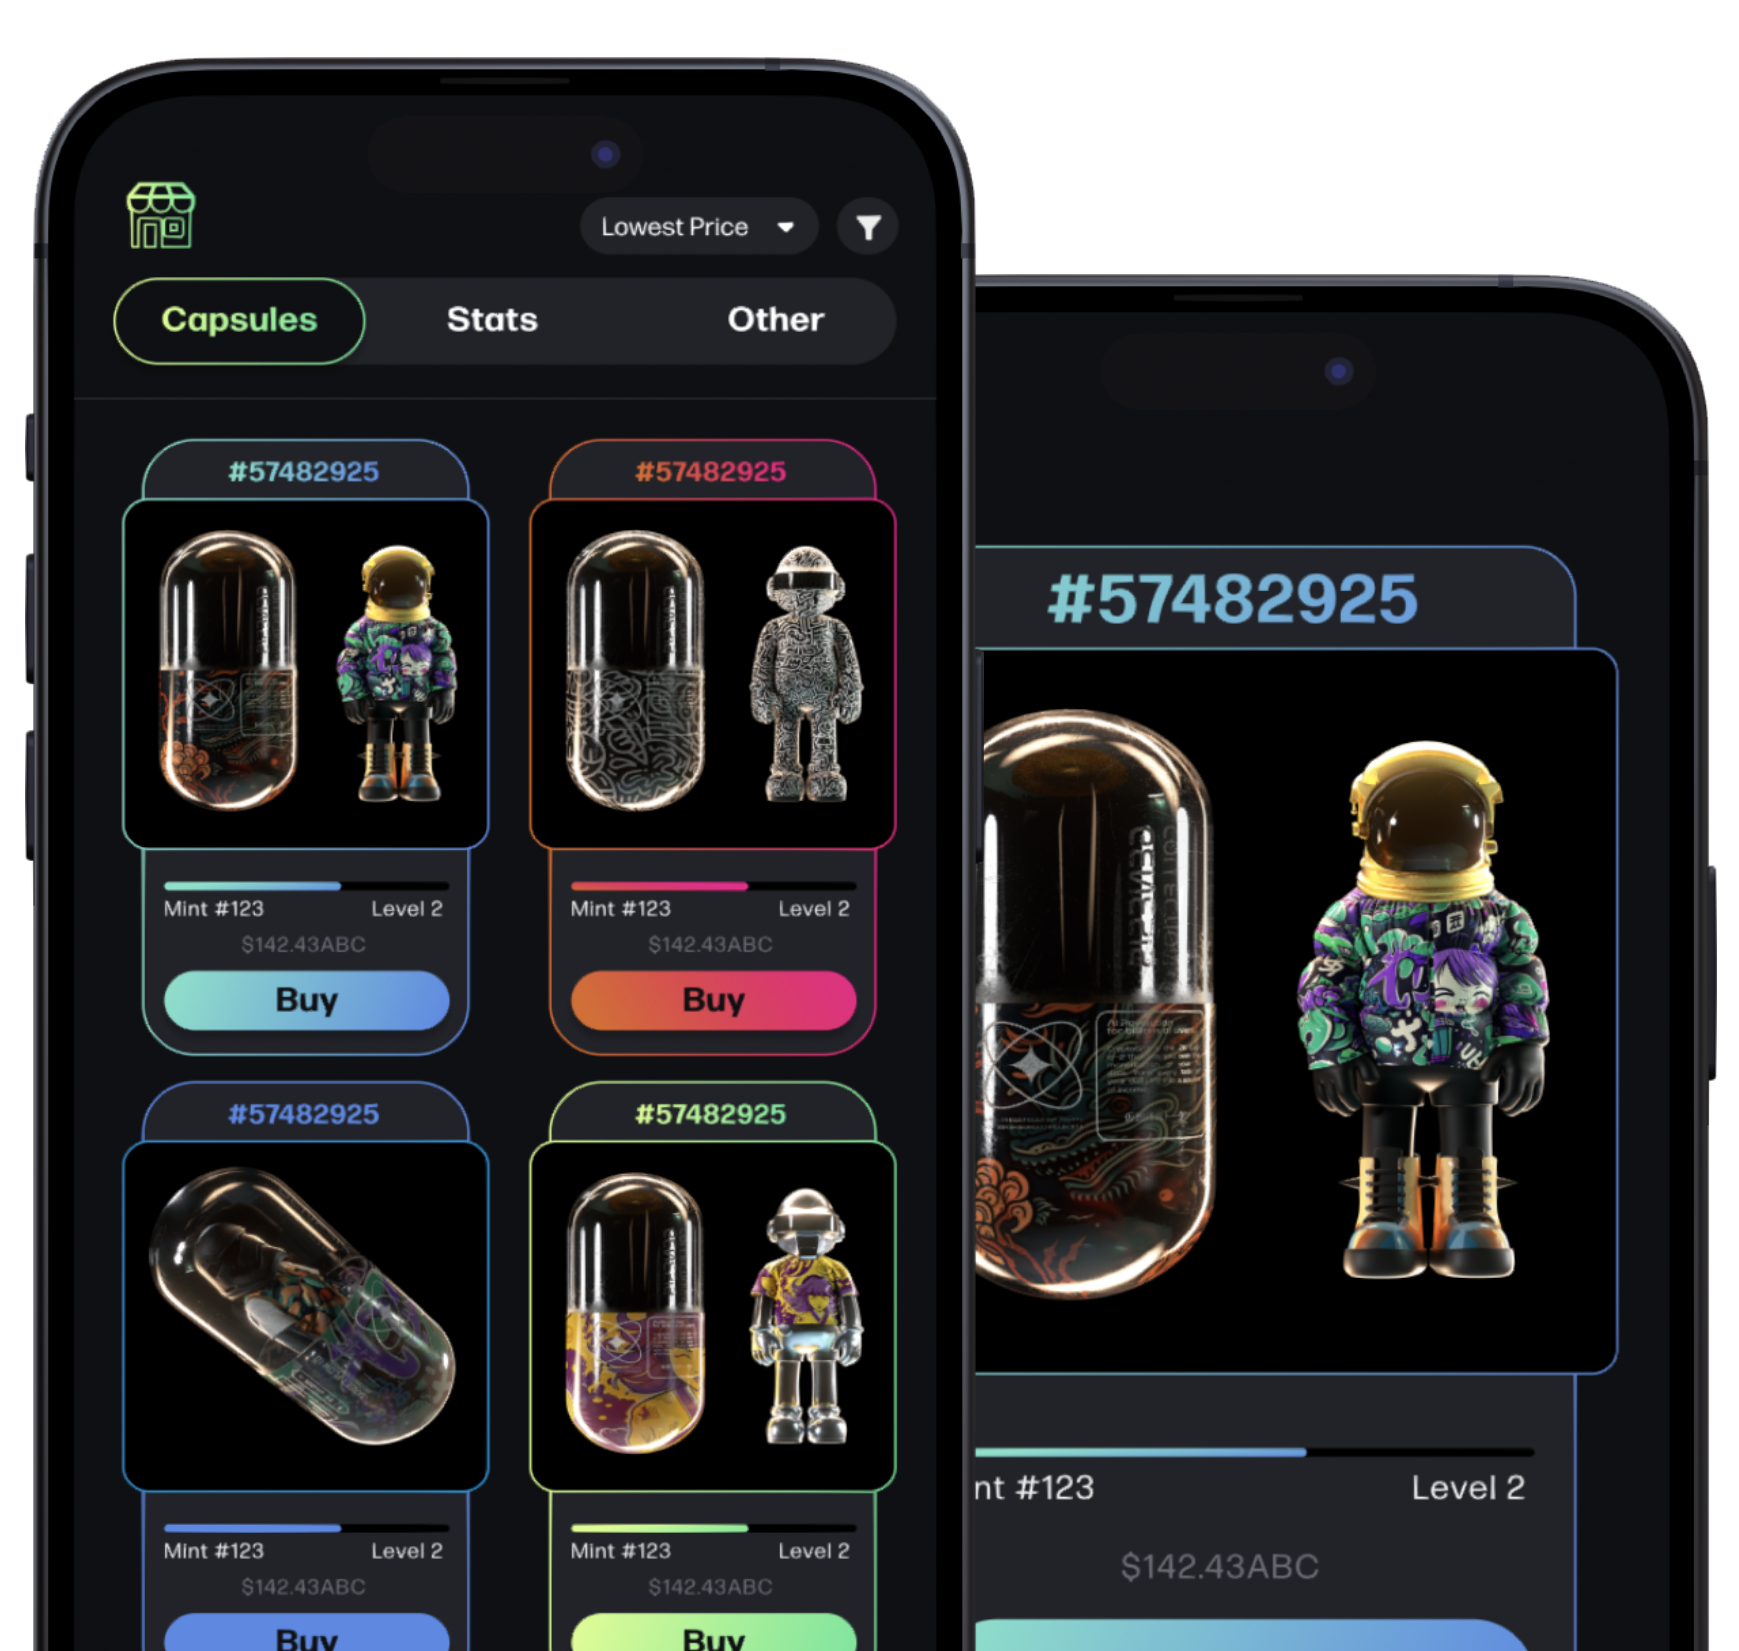 Lowest Price
Capsules Stats Other
#57482925 #57482925
Mint #123 Level 2 Mint #123 Level 2
$142.43ABC $142.43ABC
Buy Buy
#57482925 #57482925
Mint #123 Level 2 Mint #123 Level 2
$142.43ABC $142.43ABC
Buy Buy
#57482925
nt #123 Level 2
$142.43ABC